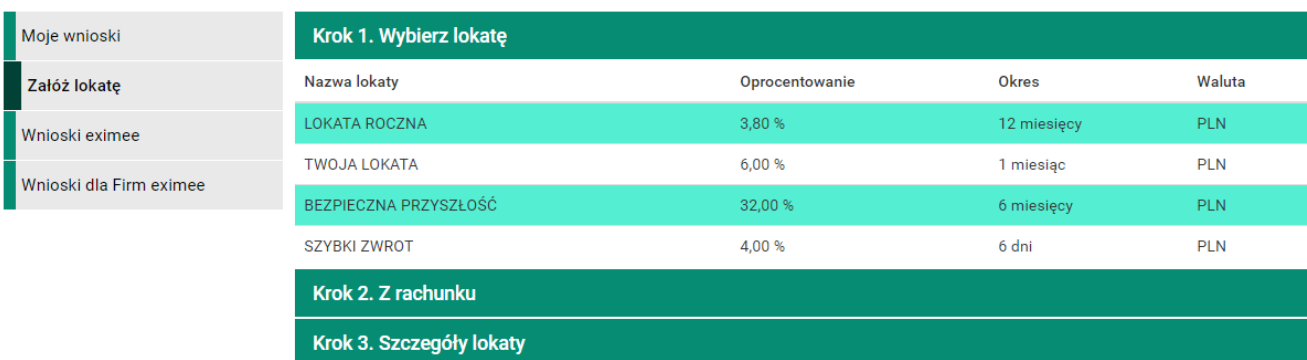 Moje wnioski
Załóż lokatę
Wnioski eximee
Wnioski dla Firm eximee
Krok 1. Wybierz lokatę
Nazwa lokaty Oprocentowanie Okres Waluta
LOKATA ROCZNA 3,80 % 12 miesięcy PLN
TWOJA LOKATA 6,00 % 1 miesiąc PLN
BEZPIECZNA PRZYSZŁOŚĆ 32,00 % 6 miesięcy PLN
SZYBKI ZWROT 4,00 % 6 dni PLN
Krok 2. Z rachunku
Krok 3. Szczegóły lokaty